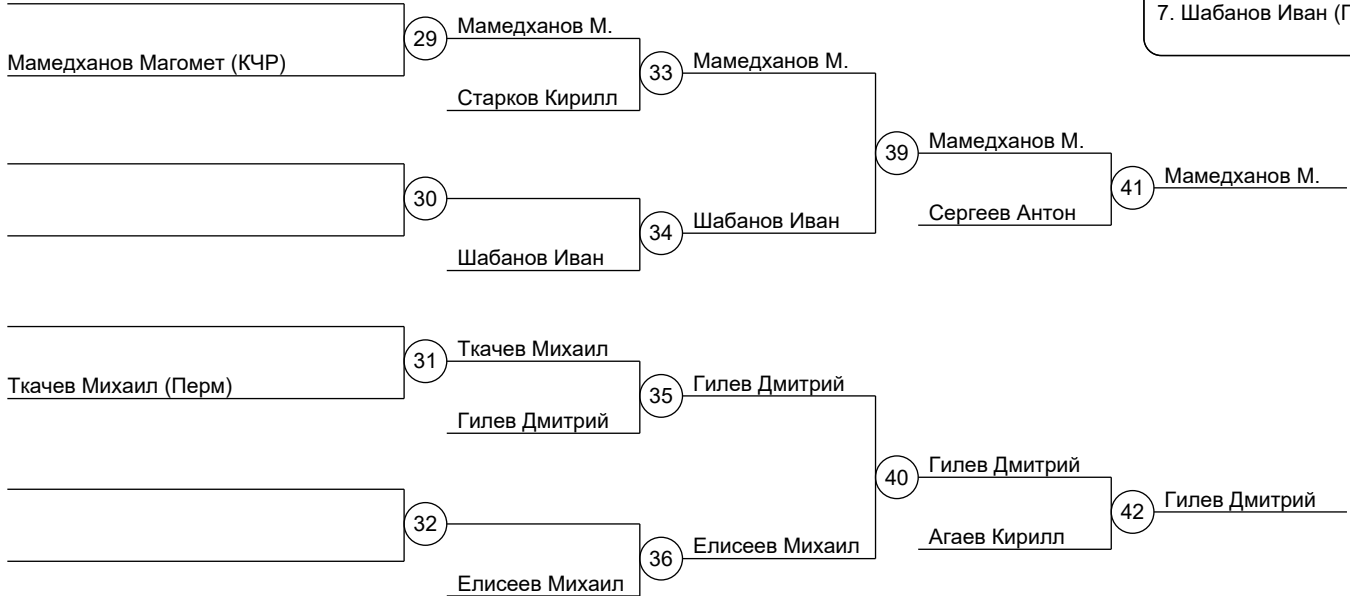 7. Шабанов Иван (П
29
Мамедханов М.
Мамедханов Магомет (КЧР)
33
Мамедханов М.
Старков Кирилл
39
Мамедханов М.
41
Мамедханов М.
30
34
Шабанов Иван
Сергеев Антон
Шабанов Иван
31
Ткачев Михаил
Ткачев Михаил (Перм)
35
Гилев Дмитрий
Гилев Дмитрий
40
Гилев Дмитрий
42
Гилев Дмитрий
32
36
Елисеев Михаил
Агаев Кирилл
Елисеев Михаил